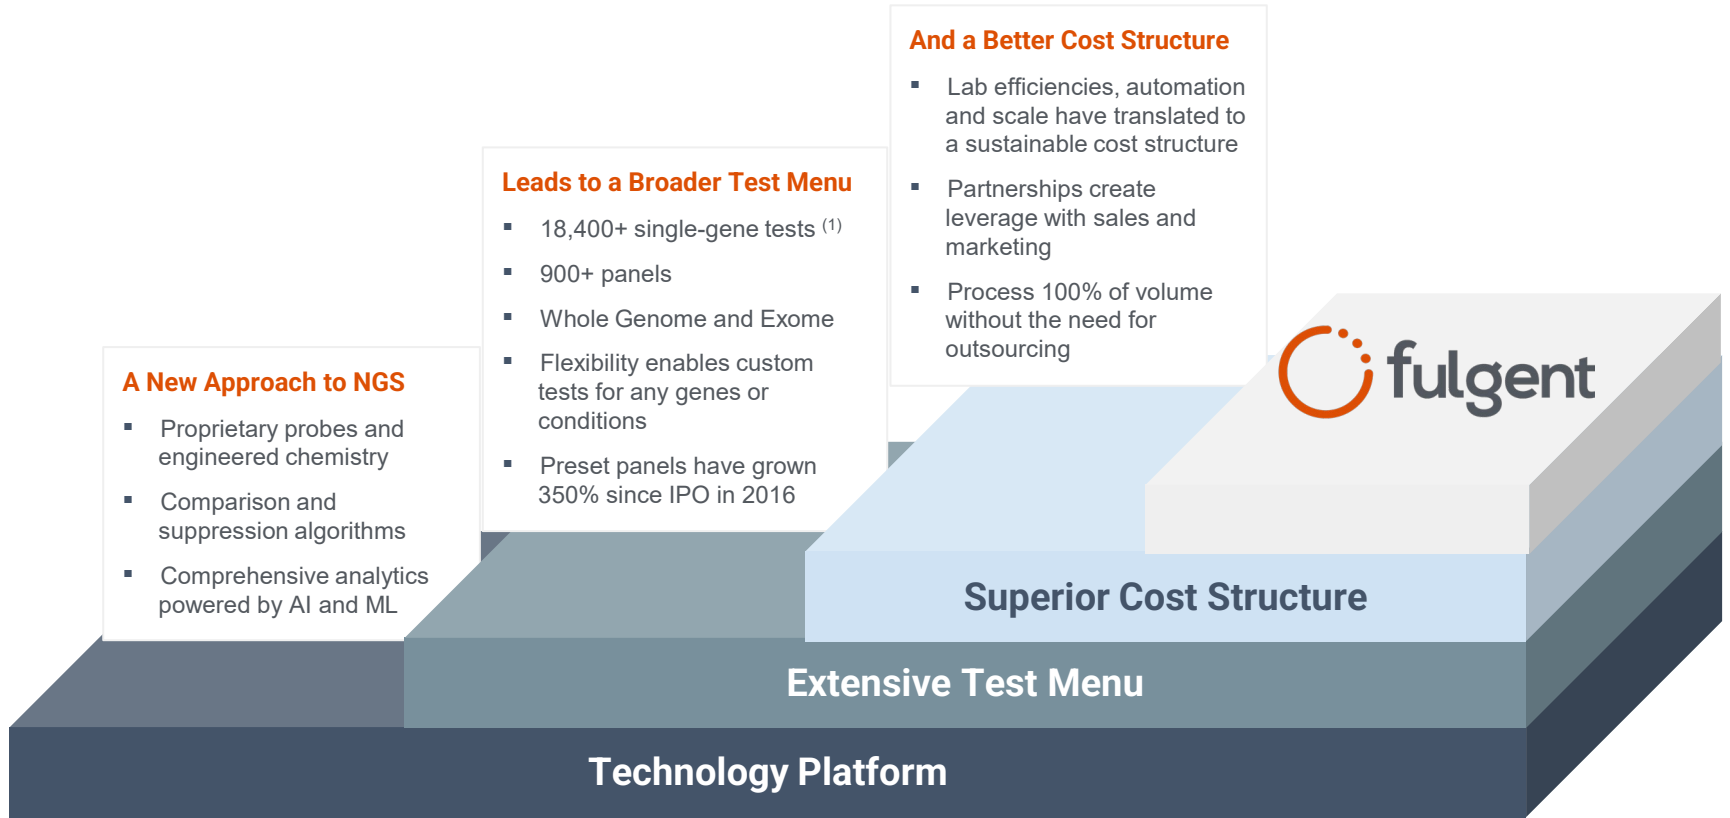 And a Better Cost Structure
▪ Lab efficiencies, automation
and scale have translated to
a sustainable cost structure
▪ Partnerships create
leverage with sales and
marketing
▪ Process 100% of volume
without the need for
outsourcing
Leads to a Broader Test Menu
▪ 18,400+ single-gene tests (1)
▪ 900+ panels
▪ Whole Genome and Exome
▪ Flexibility enables custom
tests for any genes or
conditions
▪ Preset panels have grown
350% since IPO in 2016
A New Approach to NGS
▪ Proprietary probes and
engineered chemistry
▪ Comparison and
suppression algorithms
▪ Comprehensive analytics
powered by AI and ML
fulgent
Superior Cost Structure
Extensive Test Menu
Technology Platform